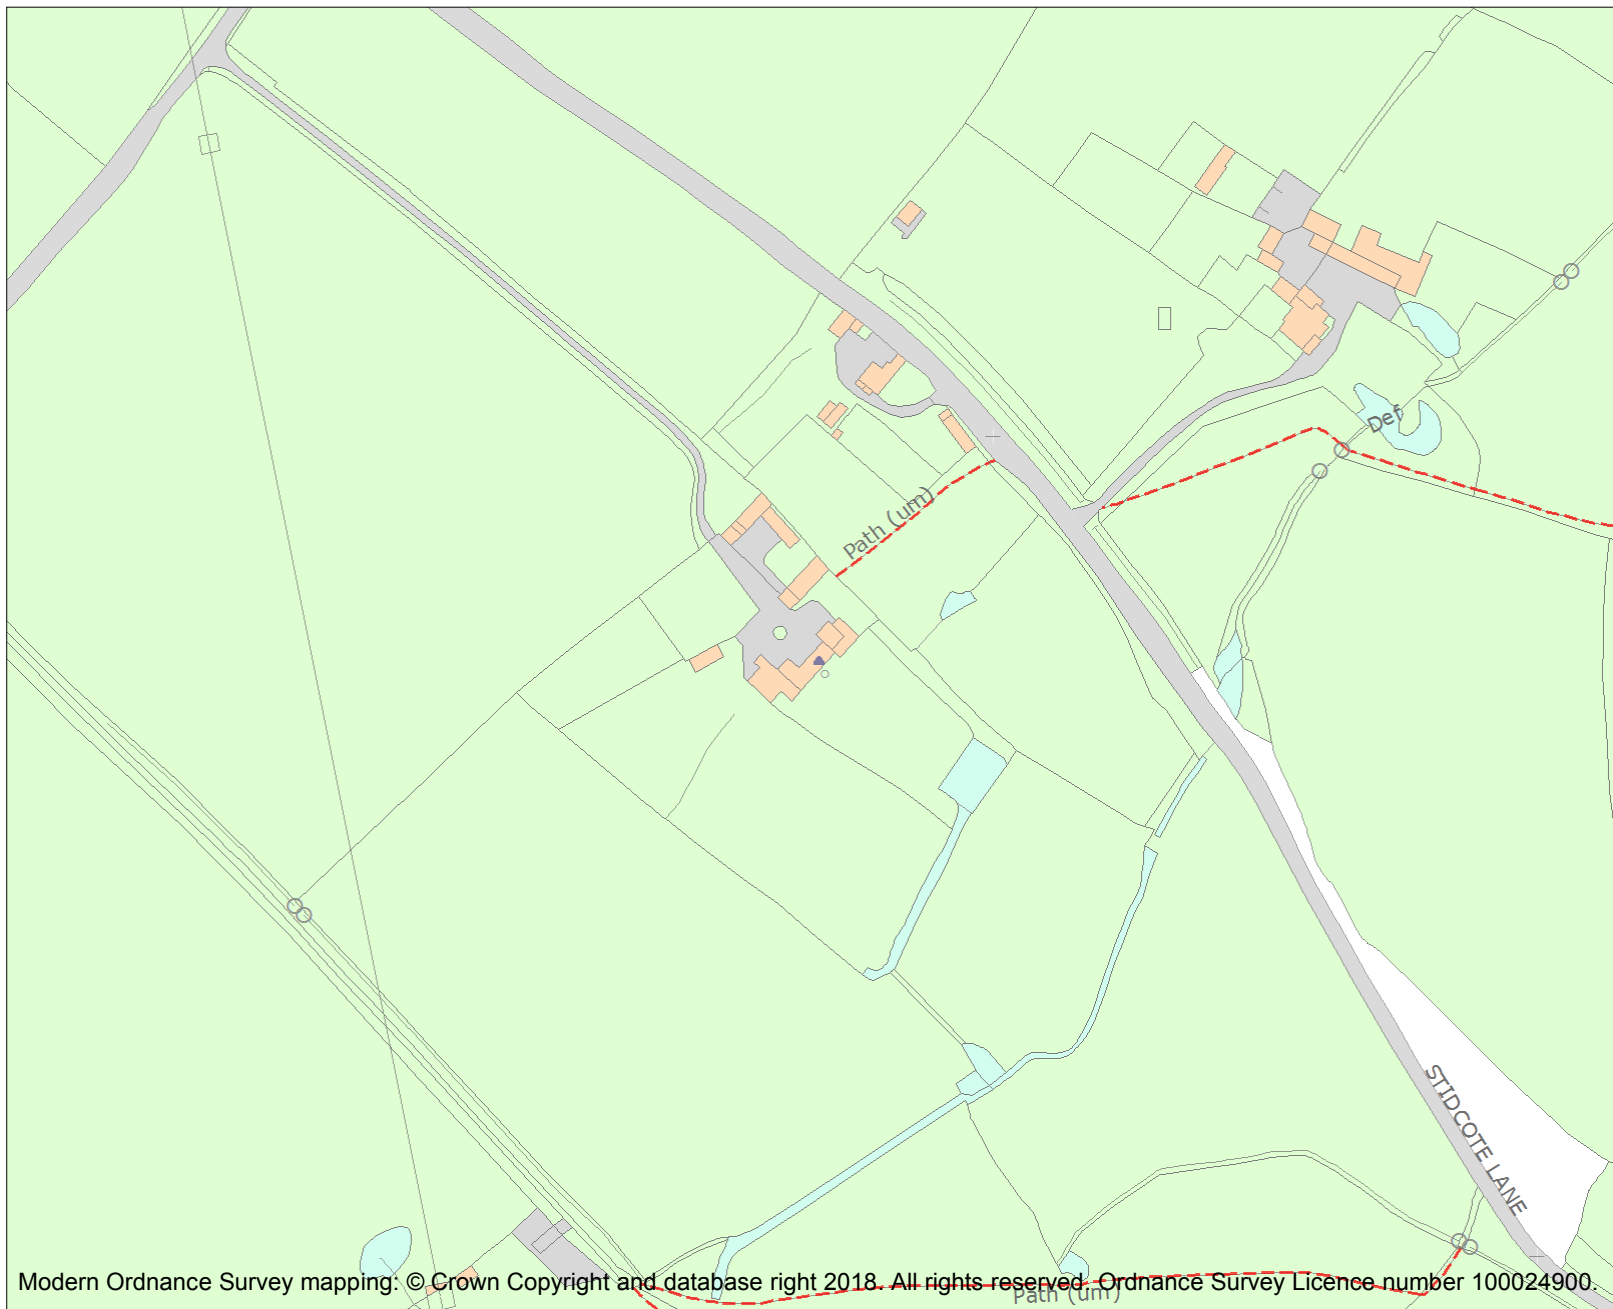 Def
Path (um)
STIDCOTE LANE
Modern Ordnance Survey mapping: © Crown Copyright and database right 2018. All rights reserved. Ordnance Survey Licence number 100024900.
Path (um)